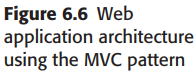 Figure 6.6 Web
application architecture
using the MVC pattern